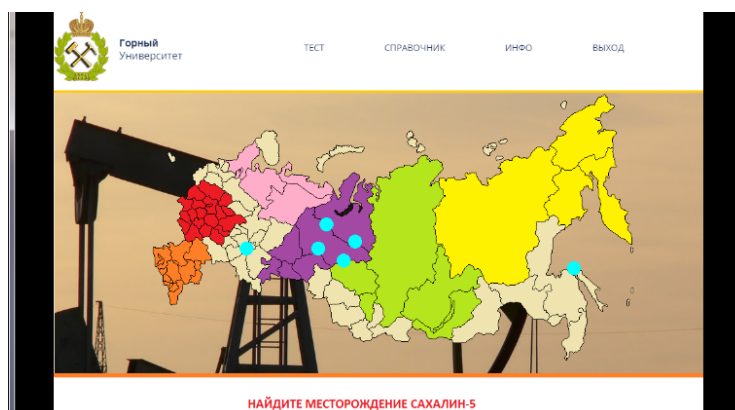 Горный
Университет
ТЕСТ
СПРАВОЧНИК
ИНФО
ВЫХОД
НАЙДИТЕ МЕСТОРОЖДЕНИЕ САХАЛИН-5